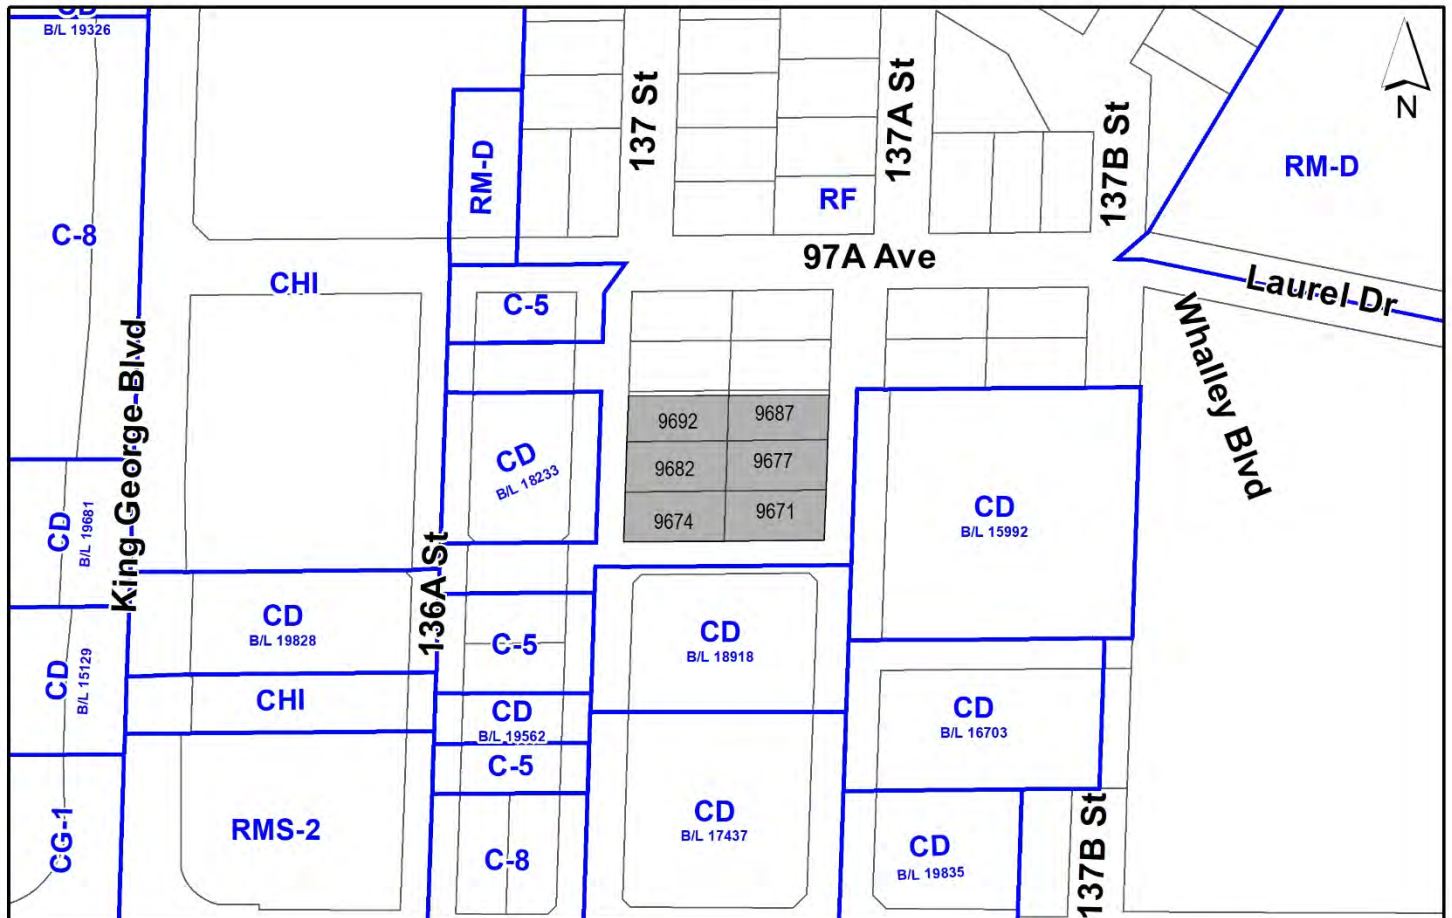 CD
B/L 19326
137 St
137A St
137B St
N
RM-D
RM-D
RF
C-8
97A Ave
CHI
C-5
Laurel Dr
King George Blvd
Whalley Blvd
9692
9687
CD
B/L 18233
9682
9677
9674
9671
CD
B/L 15992
CD
B/L 19681
136A St
CD
B/L 19828
C-5
CD
B/L 18918
CD
B/L 15129
CHI
CD
B/L 19562
CD
B/L 16703
C-5
CG-1
RMS-2
C-8
CD
B/L 17437
CD
B/L 19835
137B St